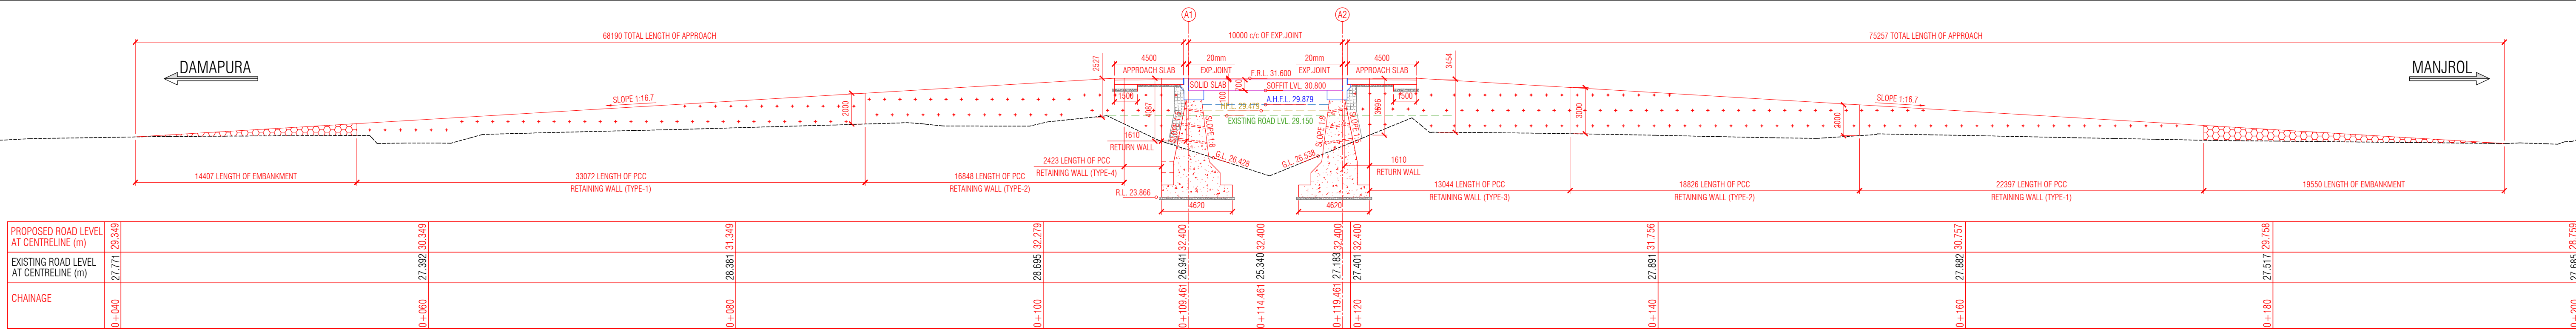 A1
A2
68190 TOTAL LENGTH OF APPROACH
10000 c/c OF EXP.JOINT
75257 TOTAL LENGTH OF APPROACH
DAMAPURA
MANJROL
2527
4500
APPROACH SLAB
20mm
EXP.JOINT
20mm
EXP.JOINT
4500
APPROACH SLAB
3454
F.R.L. 31.600
SOLID SLAB
700
SOFFIT LVL. 30.800
SLOPE 1:16.7
SLOPE 1:16.7
1500
1500
A.H.F.L. 29.879
H.F.L. 29.479
EXISTING ROAD LVL. 29.150
2000
3000
2000
SLOPE 1:8
SLOPE 1:8
1610
RETURN WALL
1610
RETURN WALL
G.L. 26.428
G.L. 26.538
2423 LENGTH OF PCC
RETAINING WALL (TYPE-4)
14407 LENGTH OF EMBANKMENT
33072 LENGTH OF PCC
RETAINING WALL (TYPE-1)
16848 LENGTH OF PCC
RETAINING WALL (TYPE-2)
R.L. 23.866
4620
4620
13044 LENGTH OF PCC
RETAINING WALL (TYPE-3)
18826 LENGTH OF PCC
RETAINING WALL (TYPE-2)
22397 LENGTH OF PCC
RETAINING WALL (TYPE-1)
19550 LENGTH OF EMBANKMENT
PROPOSED ROAD LEVEL
AT CENTRELINE (m)
29.349
30.349
31.349
32.279
32.400
32.400
32.400
32.400
31.756
30.757
29.758
28.759
EXISTING ROAD LEVEL
AT CENTRELINE (m)
27.771
27.392
28.381
28.695
26.941
25.340
27.183
27.401
27.891
27.882
27.517
27.685
CHAINAGE
0+040
0+060
0+080
0+100
0+109.461
0+114.461
0+119.461
0+120
0+140
0+160
0+180
0+200